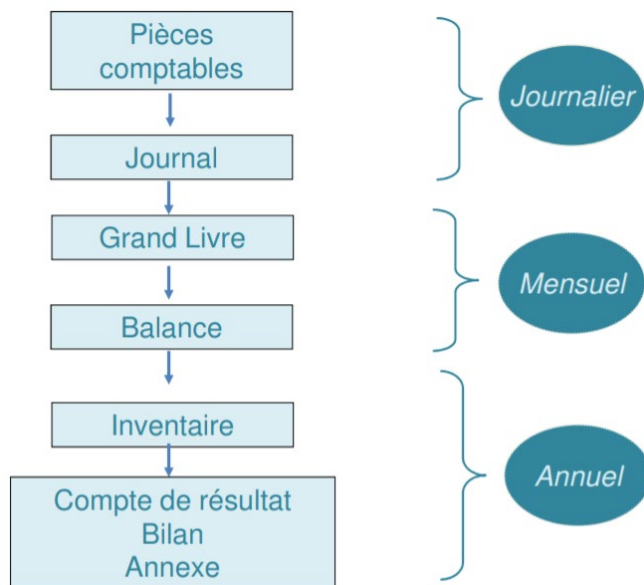 Pièces
comptables
Journalier
Journal
Grand Livre
Mensuel
Balance
Inventaire
Annuel
Compte de résultat
Bilan
Annexe